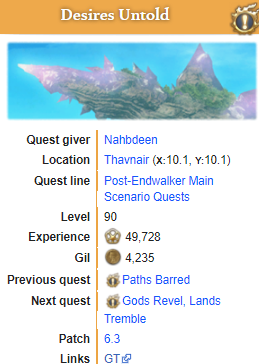 Desires Untold
Quest giver Nahbdeen
Location Thavnair (X:10.1, Y:10.1)
Quest line Post-Endwalker Main
Scenario Quests
Level 90
Experience 49,728
Gil 4,235
Previous quest Paths Barred
Next quest Gods Revel, Lands
Tremble
Patch 6.3
Links GT